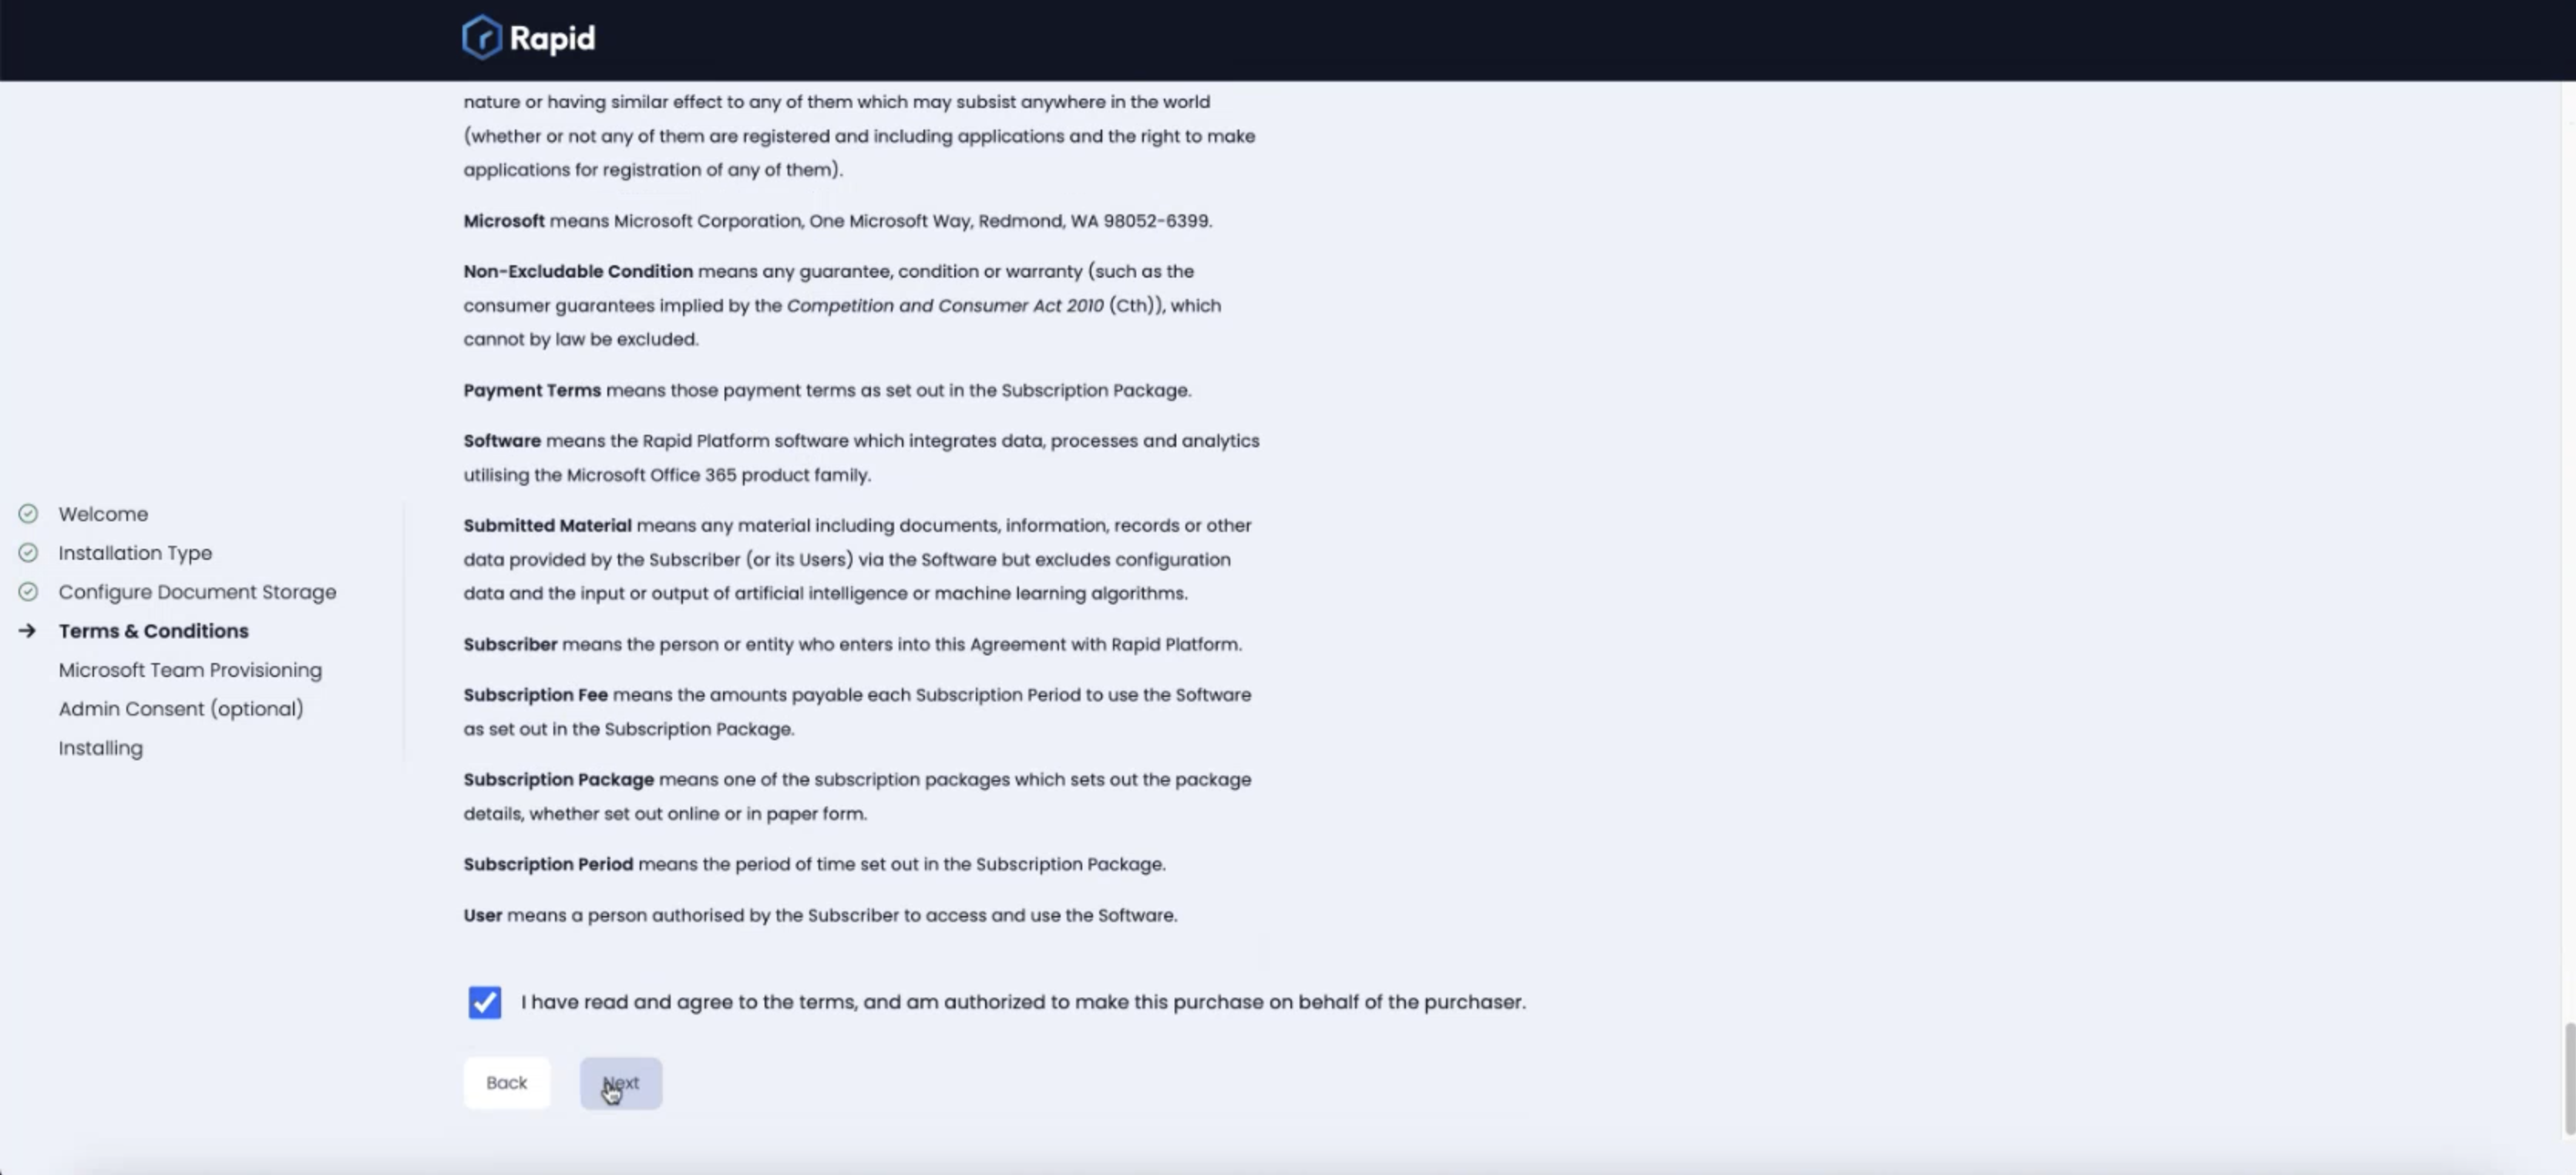 Rapid
nature or having similar effect to any of them which may subsist anywhere in the world
(whether or not any of them are registered and including applications and the right to make
applications for registration of any of them).
Microsoft means Microsoft Corporation, One Microsoft Way, Redmond, WA 98052-6399.
Non-Excludable Condition means any guarantee, condition or warranty (such as the
consumer guarantees implied by the Competition and Consumer Act 2010 (Cth)), which
cannot by law be excluded.
Payment Terms means those payment terms as set out in the Subscription Package.
Software means the Rapid Platform software which integrates data, processes and analytics
utilising the Microsoft Office 365 product family.
Submitted Material means any material including documents, information, records or other
data provided by the Subscriber (or its Users) via the Software but excludes configuration
data and the input or output of artificial intelligence or machine learning algorithms.
Subscriber means the person or entity who enters into this Agreement with Rapid Platform.
Subscription Fee means the amounts payable each Subscription Period to use the Software
as set out in the Subscription Package.
Subscription Package means one of the subscription packages which sets out the package
details, whether set out online or in paper form.
Subscription Period means the period of time set out in the Subscription Package.
User means a person authorised by the Subscriber to access and use the Software.
I have read and agree to the terms, and am authorized to make this purchase on behalf of the purchaser.
Back
Next
Welcome
Installation Type
Configure Document Storage
Terms & Conditions
Microsoft Team Provisioning
Admin Consent (optional)
Installing